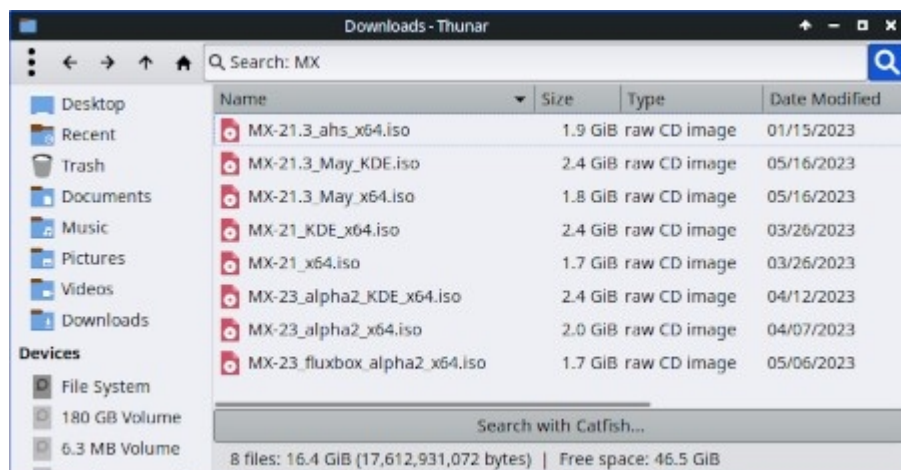 Downloads - Thunar
Search: MX
Desktop
Recent
Trash
Documents
Music
Pictures
Videos
Downloads
Devices
File System
180 GB Volume
6.3 MB Volume
Name Size Type Date Modified
MX-21.3_ahs_x64.iso 1.9 GiB raw CD image 01/15/2023
MX-21.3_May_KDE.iso 2.4 GiB raw CD image 05/16/2023
MX-21.3_May_x64.iso 1.8 GiB raw CD image 05/16/2023
MX-21_KDE_x64.iso 2.4 GiB raw CD image 03/26/2023
MX-21_x64.iso 1.7 GiB raw CD image 03/26/2023
MX-23_alpha2_KDE_x64.iso 2.4 GiB raw CD image 04/12/2023
MX-23_alpha2_x64.iso 2.0 GiB raw CD image 04/07/2023
MX-23_fluxbox_alpha2_x64.iso 1.7 GiB raw CD image 05/06/2023
Search with Catfish...
8 files: 16.4 GiB (17,612,931,072 bytes) | Free space: 46.5 GiB